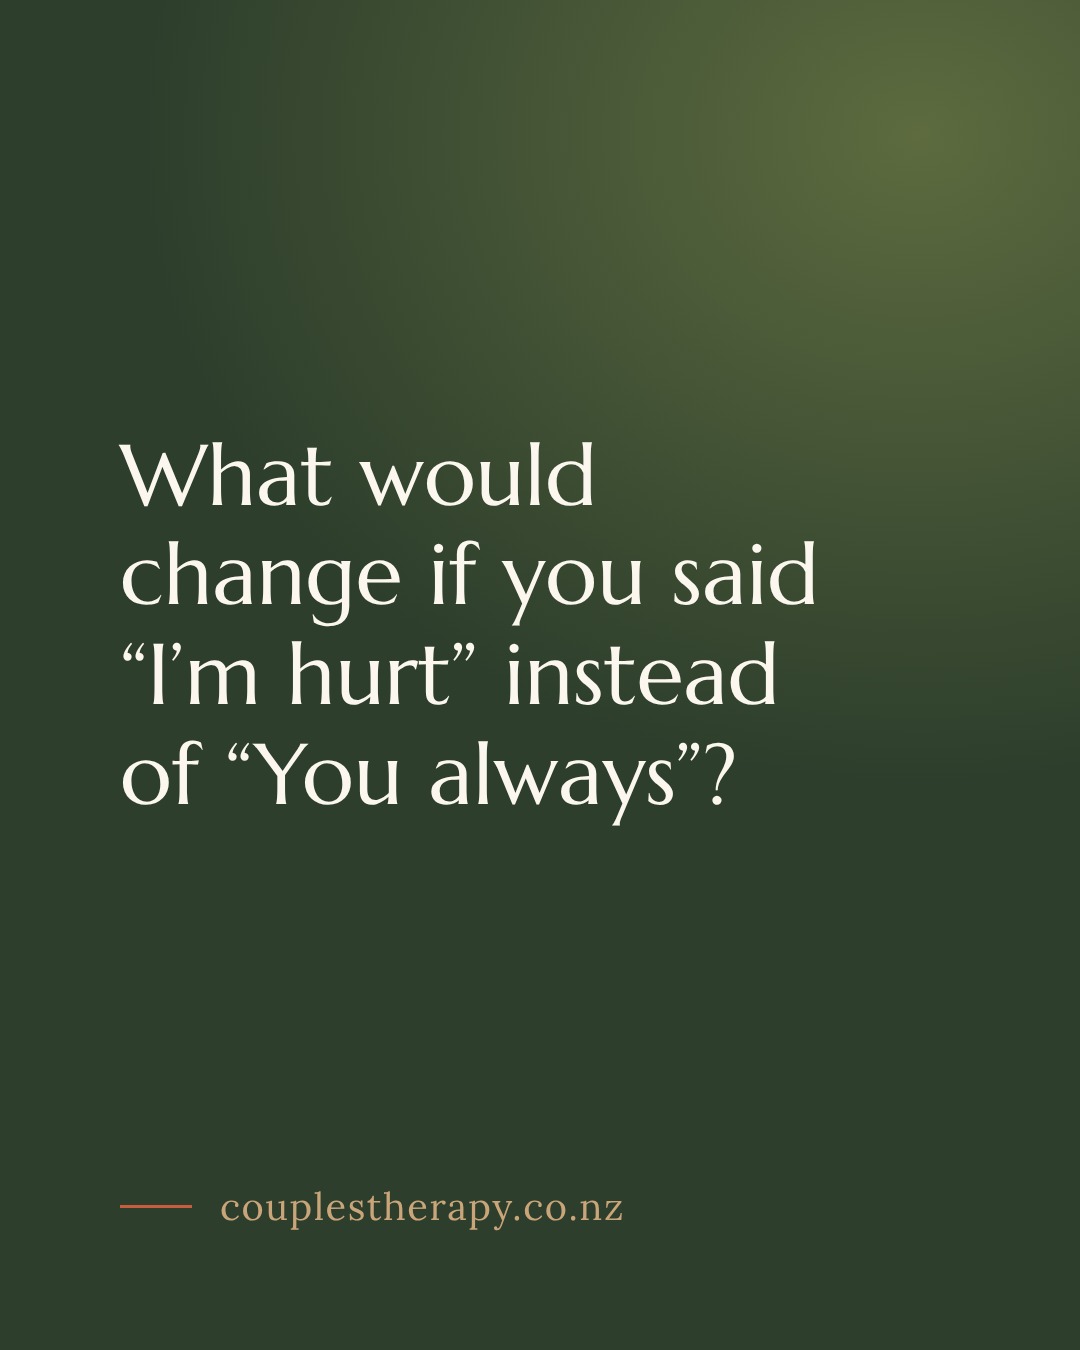 What would
change if you said
“I’m hurt” instead
of “You always”?
couplestherapy.co.nz